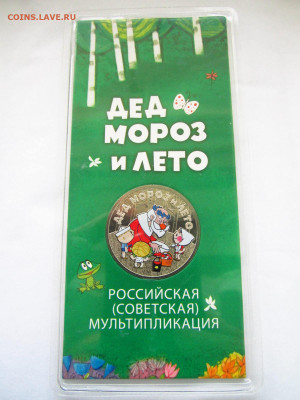 COINS.LAVE.RU
ДЕД
МОРОЗ
И ЛЕТО
ДЕД МОРОЗ И ЛЕТО
РОССИЙСКАЯ
(СОВЕТСКАЯ)
МУЛЬТИПЛИКАЦИЯ